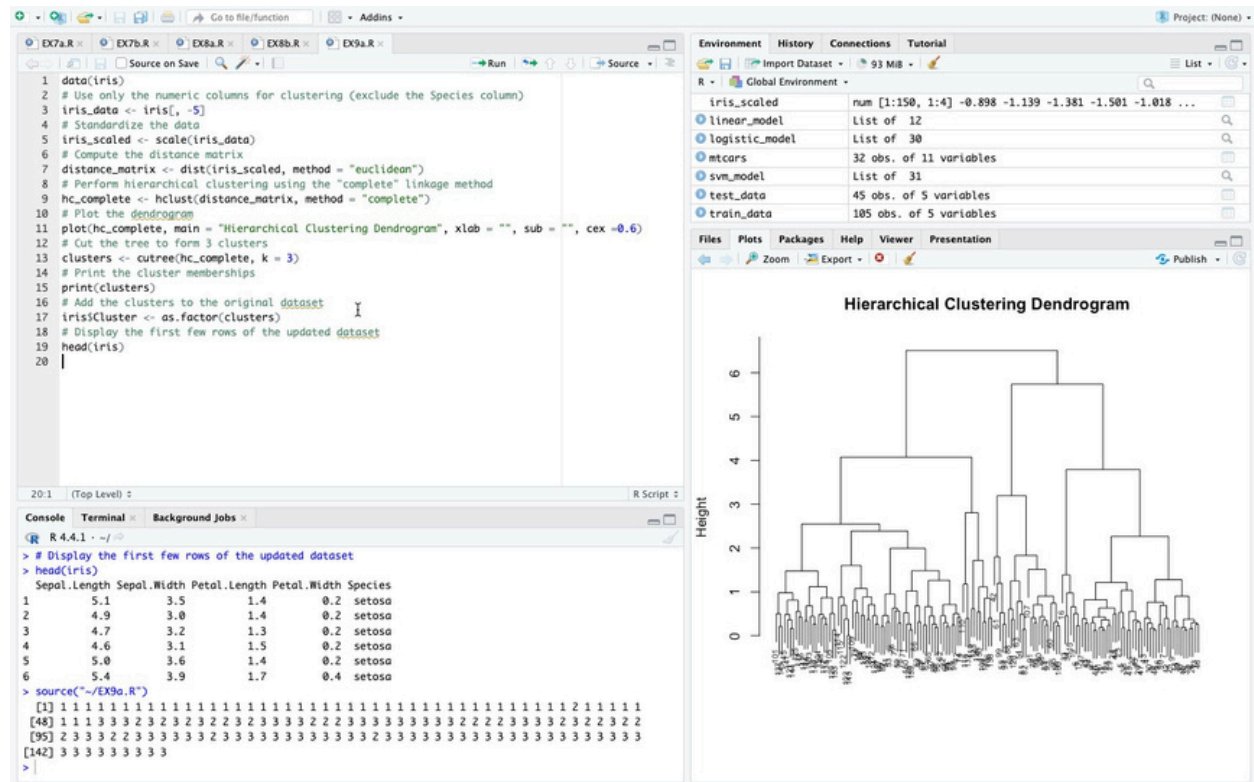 Go to file/function
Addins
Project: (None)
EX7a.R
EX7b.R
EX8a.R
EX8b.R
EX9a.R
Source on Save
Run
Source
1 data(iris)
2 # Use only the numeric columns for clustering (exclude the Species column)
3 iris_data <- iris[, -5]
4 # Standardize the data
5 iris_scaled <- scale(iris_data)
6 # Compute the distance matrix
7 distance_matrix <- dist(iris_scaled, method = "euclidean")
8 # Perform hierarchical clustering using the "complete" linkage method
9 hc_complete <- hclust(distance_matrix, method = "complete")
10 # Plot the dendrogram
11 plot(hc_complete, main = "Hierarchical Clustering Dendrogram", xlab = "", sub = "", cex =0.6)
12 # Cut the tree to form 3 clusters
13 clusters <- cutree(hc_complete, k = 3)
14 # Print the cluster memberships
15 print(clusters)
16 # Add the clusters to the original dataset
17 iris$Cluster <- as.factor(clusters)
18 # Display the first few rows of the updated dataset
19 head(iris)
20
20:1 (Top Level) R Script
Console Terminal Background Jobs
R 4.4.1 · ~/
> # Display the first few rows of the updated dataset
> head(iris)
Sepal.Length Sepal.Width Petal.Length Petal.Width Species
1 5.1 3.5 1.4 0.2 setosa
2 4.9 3.0 1.4 0.2 setosa
3 4.7 3.2 1.3 0.2 setosa
4 4.6 3.1 1.5 0.2 setosa
5 5.0 3.6 1.4 0.2 setosa
6 5.4 3.9 1.7 0.4 setosa
> source("~/EX9a.R")
[1] 1 1 1 1 1 1 1 1 1 1 1 1 1 1 1 1 1 1 1 1 1 1 1 1 1 1 1 1 1 1 1 1 1 1 1 1 1 1 1 1 1 2 1 1 1 1 1
[48] 1 1 1 3 3 3 2 3 2 3 2 3 2 2 3 2 3 3 3 3 2 2 2 3 3 3 3 3 3 3 3 3 2 2 2 2 3 3 3 3 2 3 2 2 3 2 2
[95] 2 3 3 3 2 2 3 3 3 3 3 3 2 3 3 3 3 3 3 3 3 3 3 3 3 2 3 3 3 3 3 3 3 3 3 3 3 3 3 3 3 3 3 3 3 3 3
[142] 3 3 3 3 3 3 3 3 3
>
Environment History Connections Tutorial
Import Dataset 93 MiB List
R Global Environment
iris_scaled num [1:150, 1:4] -0.898 -1.139 -1.381 -1.501 -1.018 ...
linear_model List of 12
logistic_model List of 30
mtcars 32 obs. of 11 variables
svm_model List of 31
test_data 45 obs. of 5 variables
train_data 105 obs. of 5 variables
Files Plots Packages Help Viewer Presentation
Zoom Export Publish
Hierarchical Clustering Dendrogram
Height
6
5
4
3
2
1
0